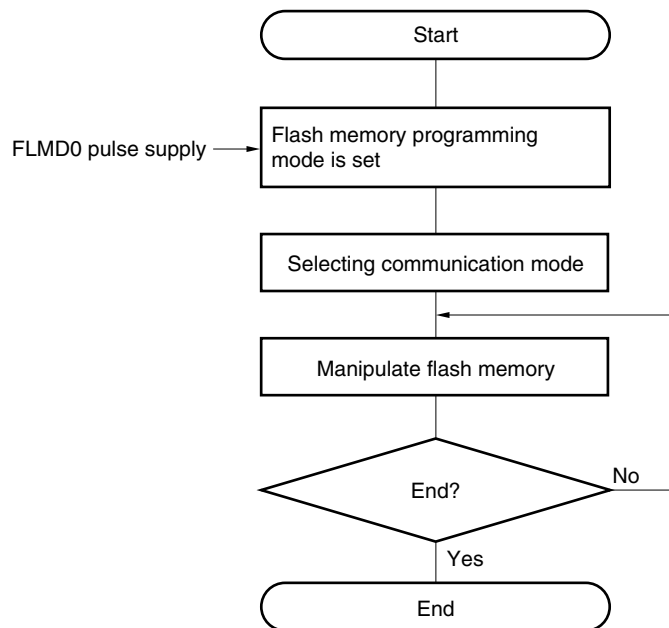 Start
FLMD0 pulse supply
Flash memory programming
mode is set
Selecting communication mode
Manipulate flash memory
End?
No
Yes
End